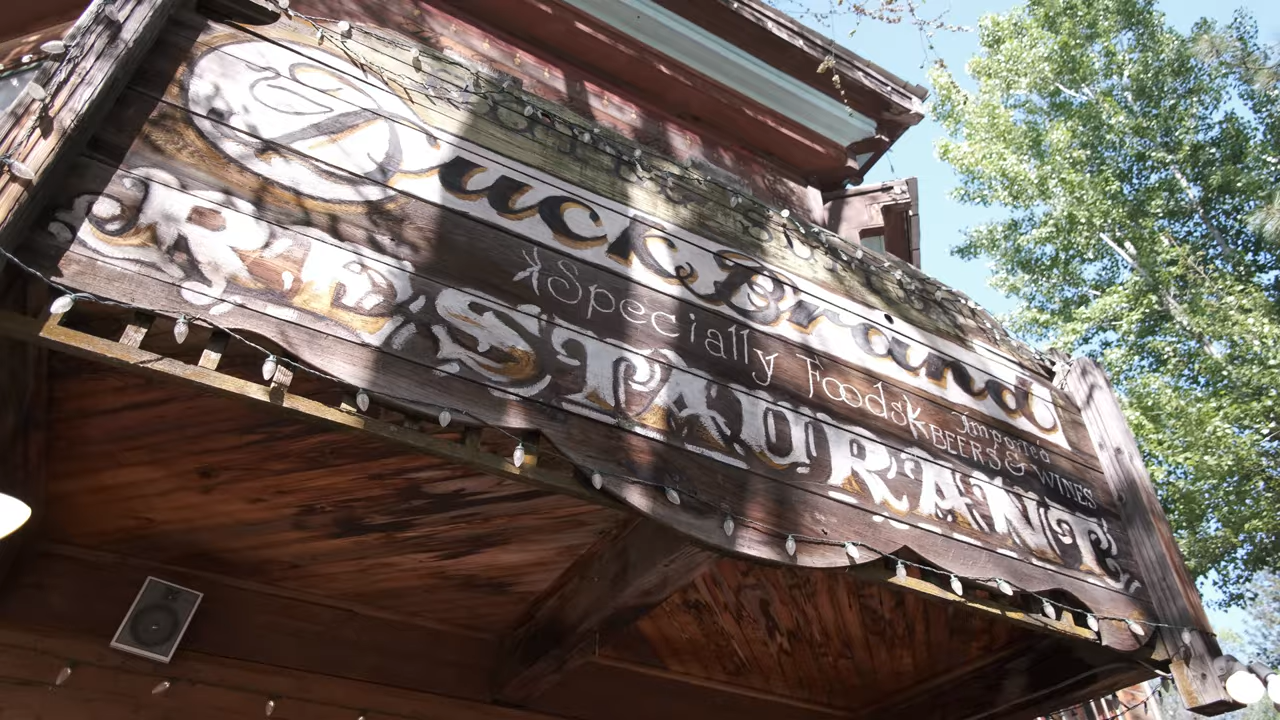 Duck Brand
Specially Foods
Imported
BEERS & WINES
RESTAURANT